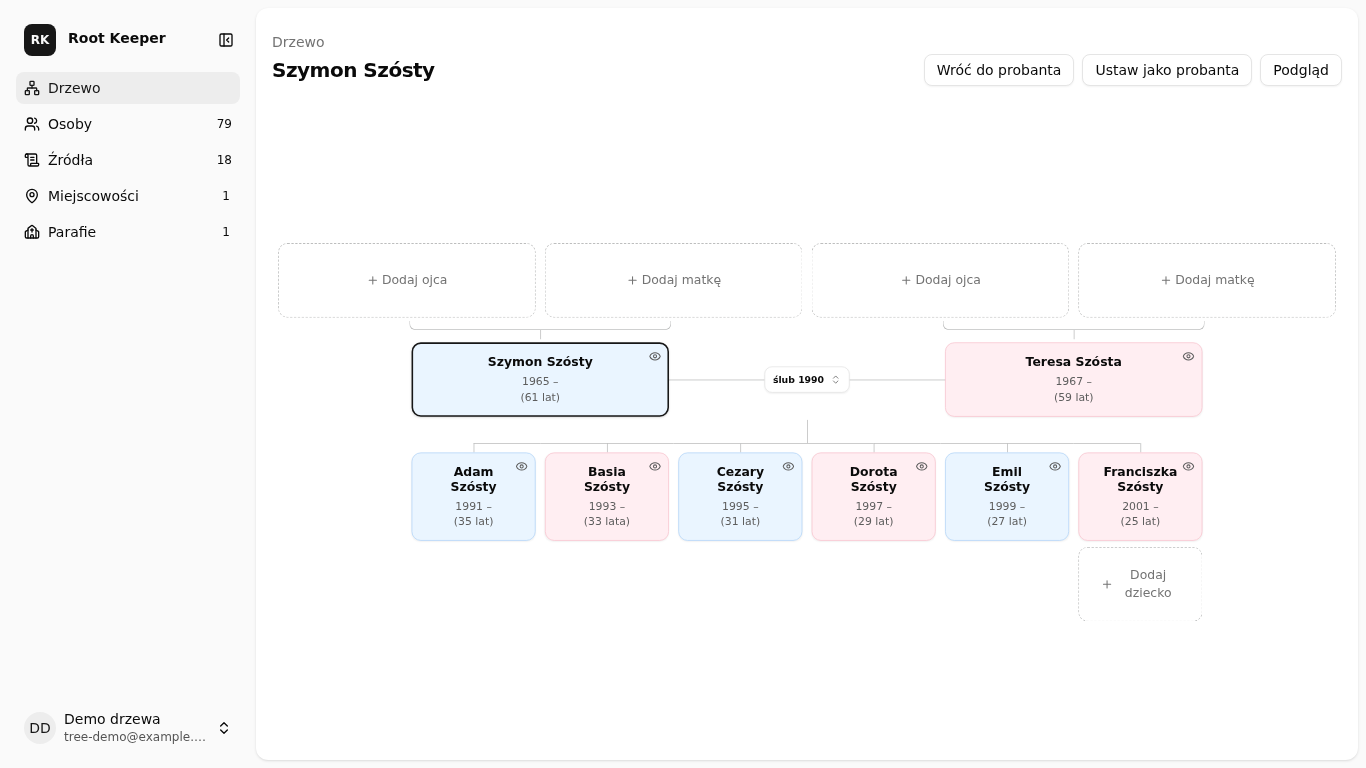 RK
Root Keeper
Drzewo
Osoby 79
Źródła 18
Miejscowości 1
Parafie 1
DD
Demo drzewa
tree-demo@example....
Drzewo
Szymon Szósty
Wróć do probanta
Ustaw jako probanta
Podgląd
+ Dodaj ojca
+ Dodaj matkę
+ Dodaj ojca
+ Dodaj matkę
Szymon Szósty
1965 –
(61 lat)
ślub 1990
Teresa Szósta
1967 –
(59 lat)
Adam
Szósty
1991 –
(35 lat)
Basia
Szósty
1993 –
(33 lata)
Cezary
Szósty
1995 –
(31 lat)
Dorota
Szósty
1997 –
(29 lat)
Emil
Szósty
1999 –
(27 lat)
Franciszka
Szósty
2001 –
(25 lat)
+ Dodaj
dziecko